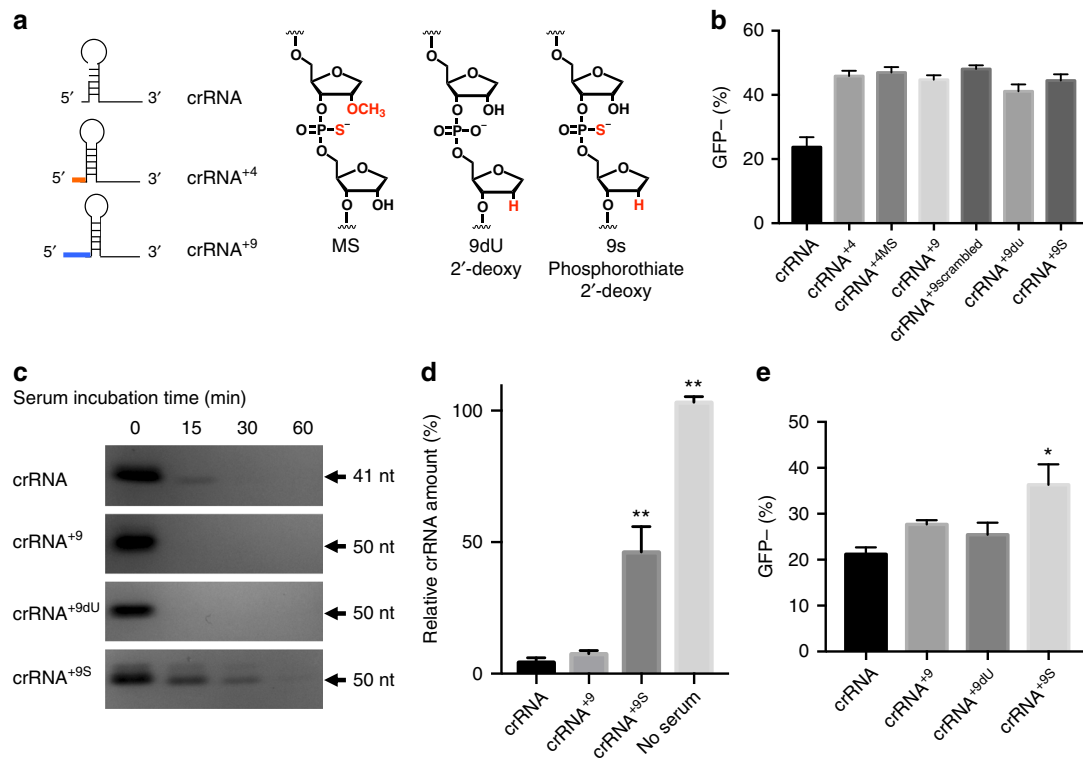 a
5′ 3′ crRNA
5′ 3′ crRNA+4
5′ 3′ crRNA+9
O
O
O OCH3
O=P–S−
O
O
O OH
MS
O
O
O OH
O=P–O−
O
O
O H
9dU
2′-deoxy
O
O
O OH
O=P–S−
O
O
O H
9s
Phosphorothiate
2′-deoxy
b
GFP– (%)
60
40
20
0
crRNA
crRNA+4
crRNA+4MS
crRNA+9
crRNA+9scrambled
crRNA+9du
crRNA+9S
c
Serum incubation time (min)
0 15 30 60
crRNA 41 nt
crRNA+9 50 nt
crRNA+9dU 50 nt
crRNA+9S 50 nt
d
Relative crRNA amount (%)
100
50
0
**
**
crRNA
crRNA+9
crRNA+9S
No serum
e
GFP– (%)
50
40
30
20
10
0
*
crRNA
crRNA+9
crRNA+9dU
crRNA+9S